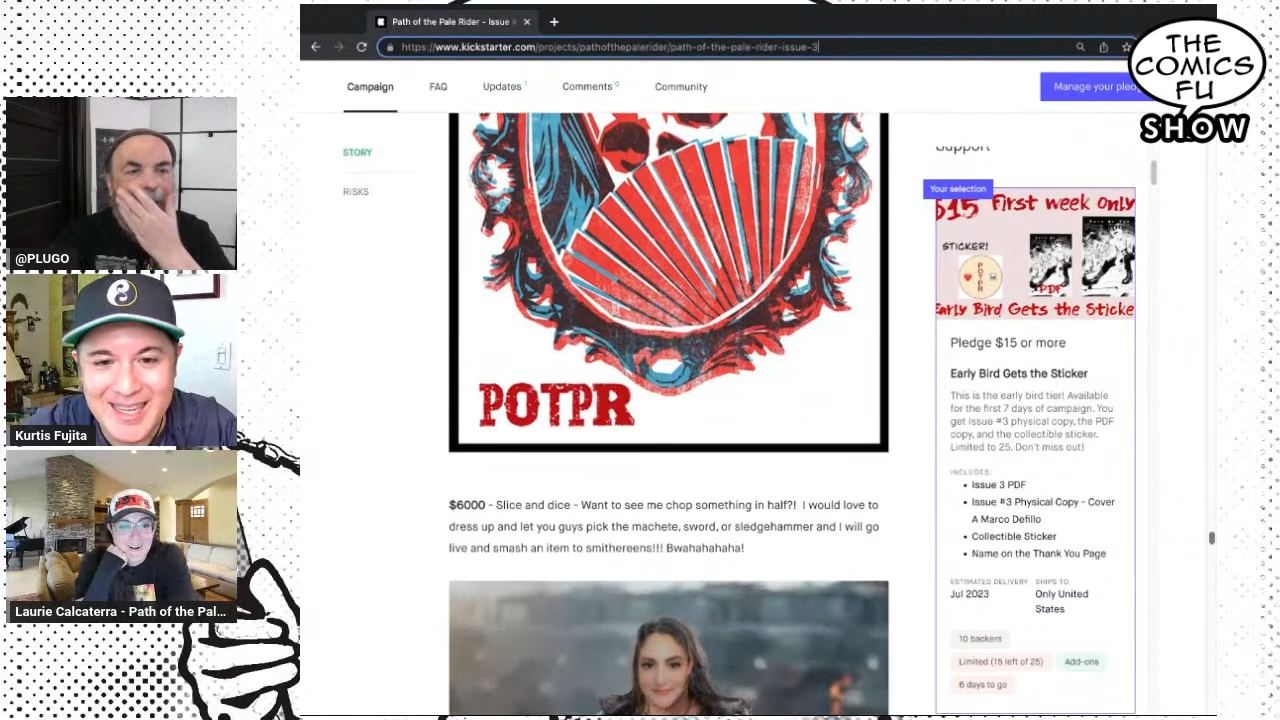 Path of the Pale Rider - Issue
https://www.kickstarter.com/projects/pathofthepalerider/path-of-the-pale-rider-issue-3
THE
COMICS
FU
SHOW
Campaign
FAQ
Updates 1
Comments 0
Community
Manage your
STORY
RISKS
Support
Your selection
$15 First week only
STICKER!
POTPR
PDF
Early Bird Gets the Sticke
Pledge $15 or more
Early Bird Gets the Sticker
This is the early bird tier! Available
for the first 7 days of campaign. You
get Issue #3 physical copy, the PDF
copy, and the collectible sticker.
Limited to 25. Don't miss out!
INCLUDES:
• Issue 3 PDF
• Issue #3 Physical Copy - Cover
A Marco Defillo
• Collectible Sticker
• Name on the Thank You Page
ESTIMATED DELIVERY
Jul 2023
SHIPS TO
Only United
States
10 backers
Limited (15 left of 25)
Add-ons
6 days to go
POTPR
$6000 - Slice and dice - Want to see me chop something in half?! I would love to
dress up and let you guys pick the machete, sword, or sledgehammer and I will go
live and smash an item to smithereens!!! Bwahahahaha!
@PLUGO
Kurtis Fujita
Laurie Calcaterra - Path of the Pal...